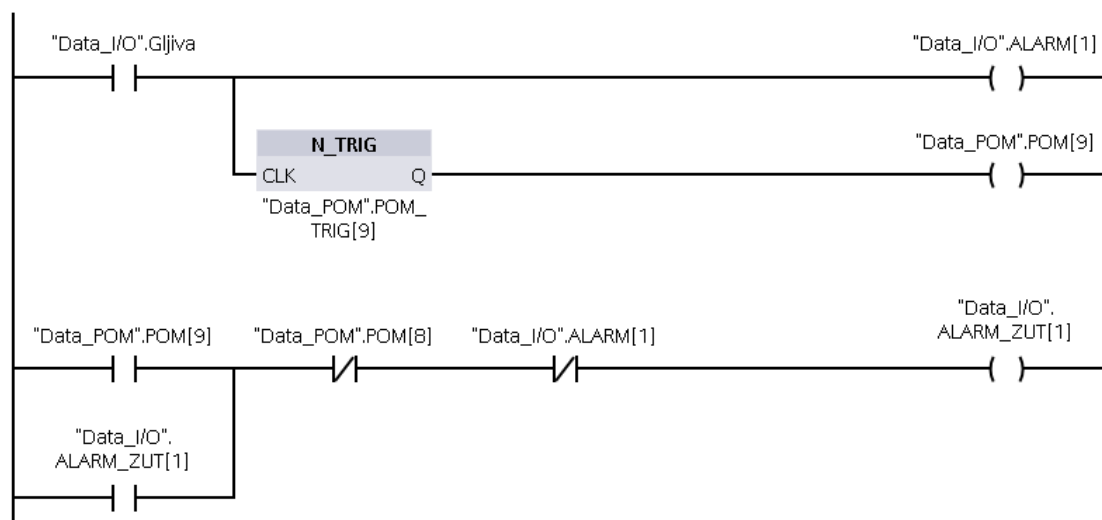 "Data_I/O".Gljiva
"Data_I/O".ALARM[1]
N_TRIG
"Data_POM".POM[9]
CLK
Q
"Data_POM".POM_
TRIG[9]
"Data_POM".POM[9]
"Data_POM".POM[8]
"Data_I/O".ALARM[1]
"Data_I/O".
ALARM_ZUT[1]
"Data_I/O".
ALARM_ZUT[1]